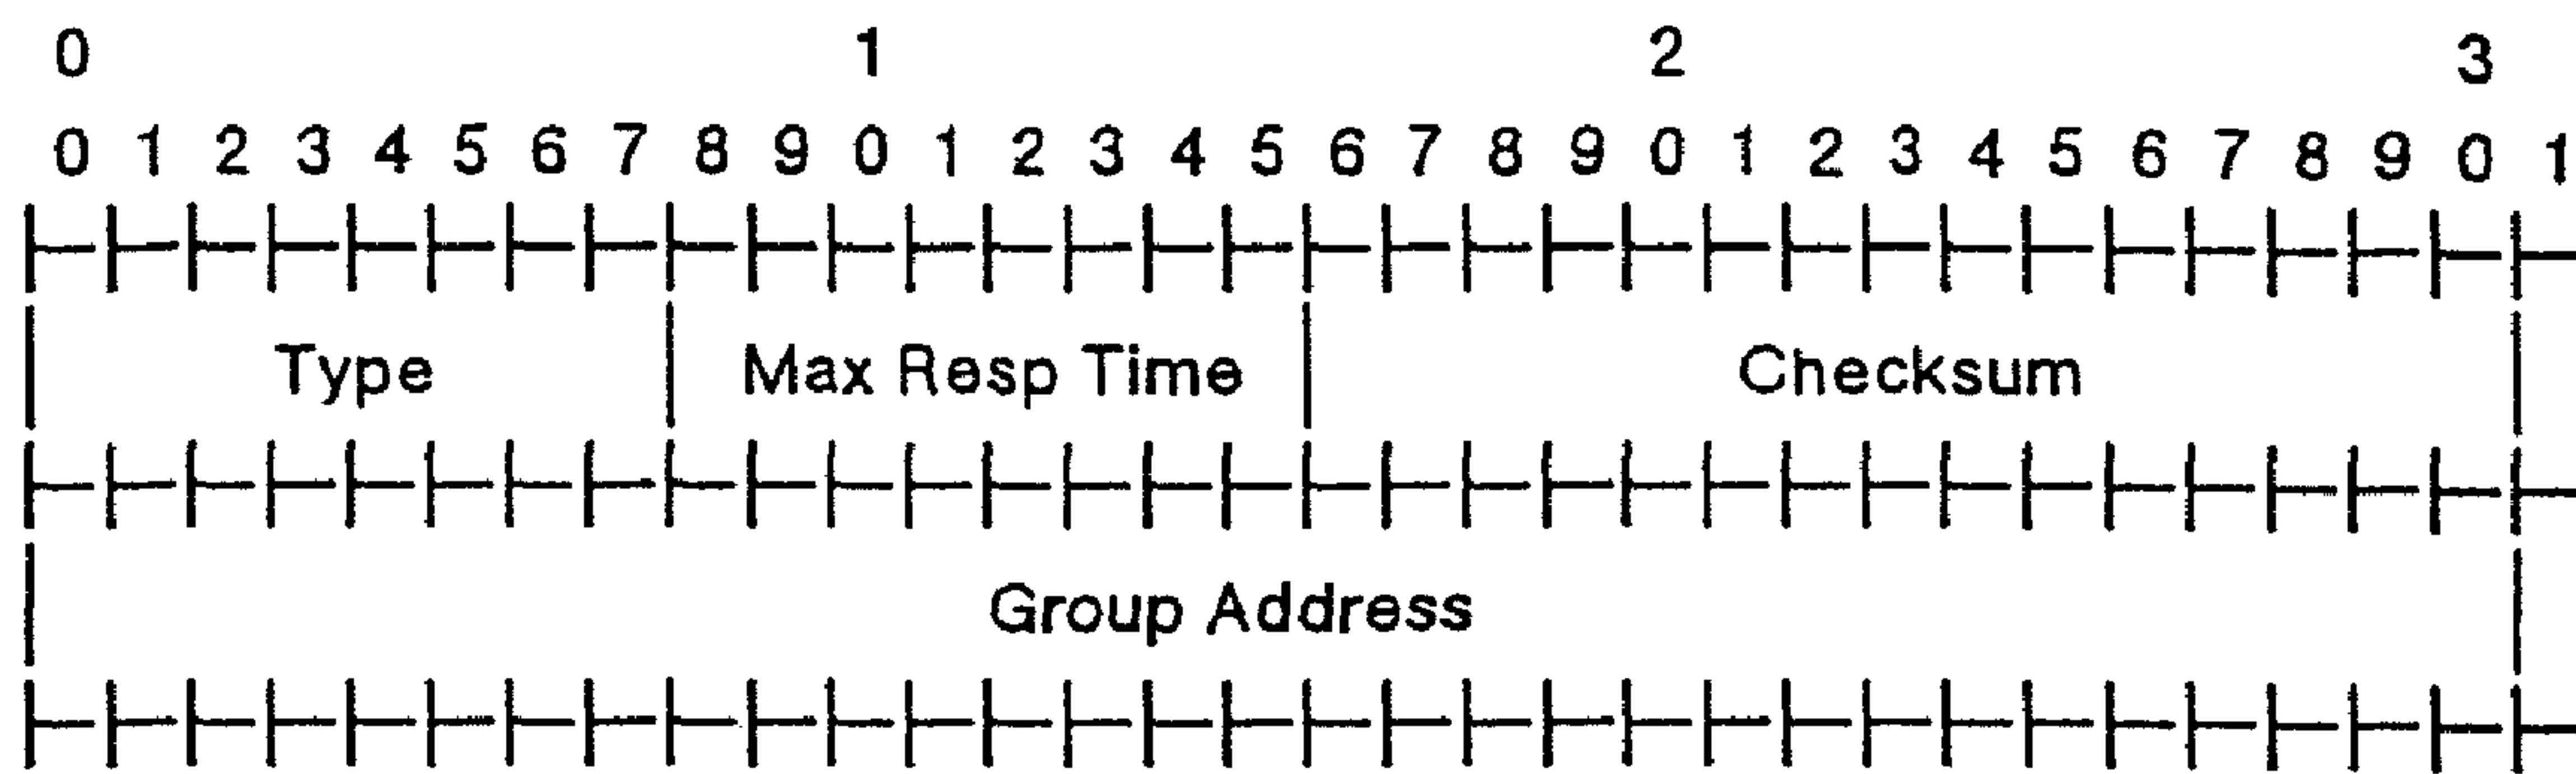 0 1 2 3
0 1 2 3 4 5 6 7 8 9 0 1 2 3 4 5 6 7 8 9 0 1 2 3 4 5 6 7 8 9 0 1
Type Max Resp Time Checksum
Group Address